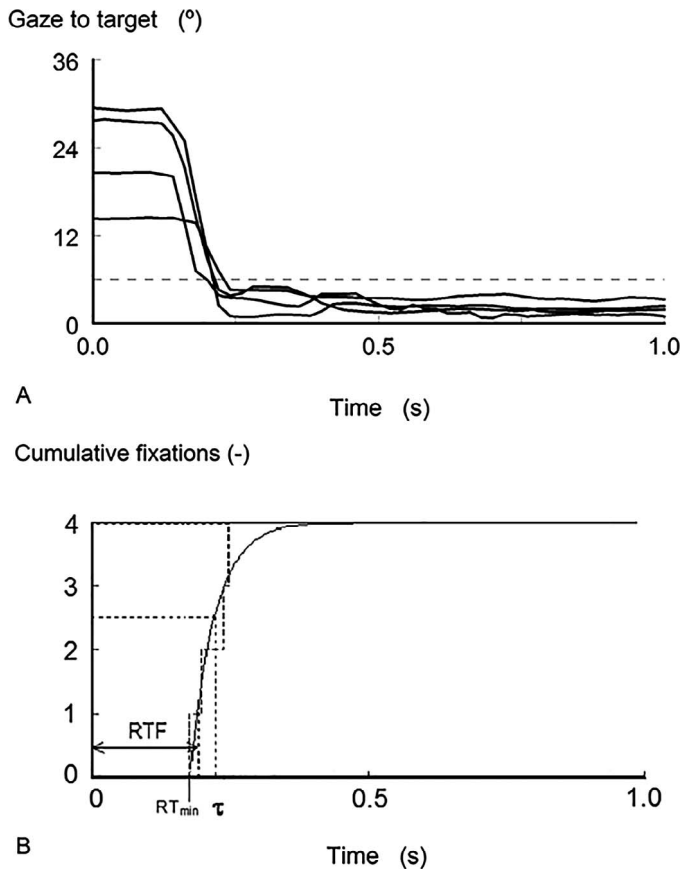 Gaze to target (º)
36
24
12
0
0.0 0.5 1.0
A
Time (s)
Cumulative fixations (-)
4
3
2
1
RTF
0
0 0.5 1.0
RTmin τ
B
Time (s)